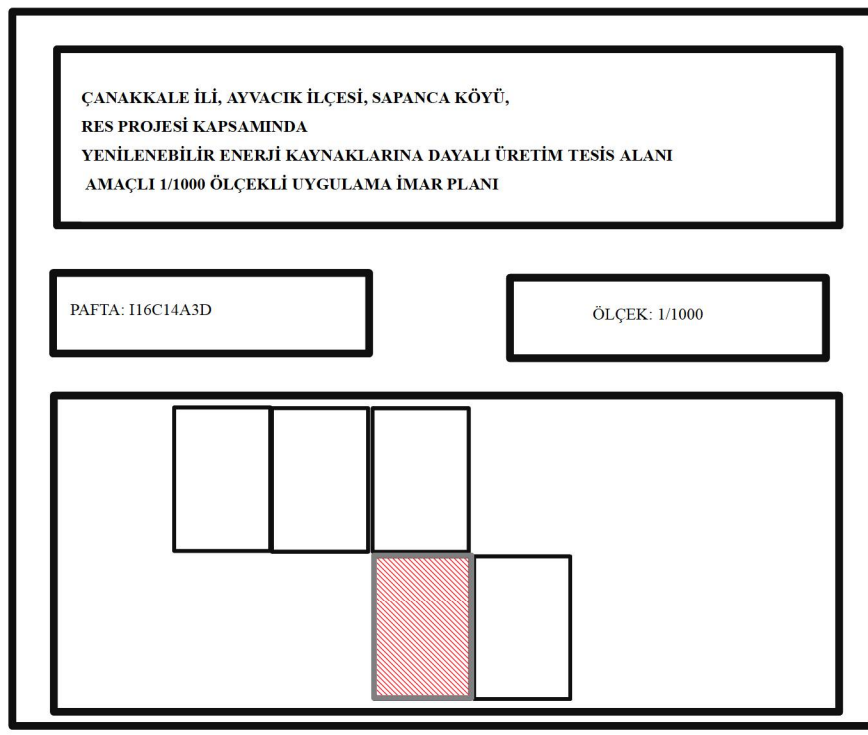 ÇANAKKALE İLİ, AYVACIK İLÇESİ, SAPANCA KÖYÜ,
RES PROJESİ KAPSAMINDA
YENİLENEBİLİR ENERJİ KAYNAKLARINA DAYALI ÜRETİM TESİS ALANI
AMAÇLI 1/1000 ÖLÇEKLİ UYGULAMA İMAR PLANI
PAFTA: I16C14A3D
ÖLÇEK: 1/1000